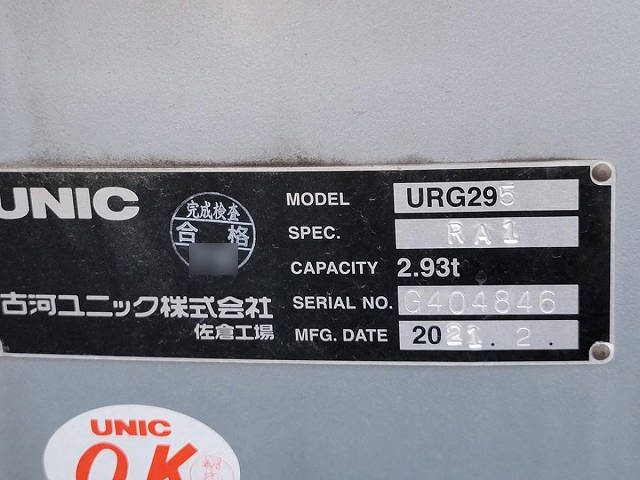 UNIC
完成検査
合格
古河ユニック株式会社
佐倉工場
MODEL URG295
SPEC. RA1
CAPACITY 2.93t
SERIAL NO. G404846
MFG. DATE 2021.2.
UNIC
OK